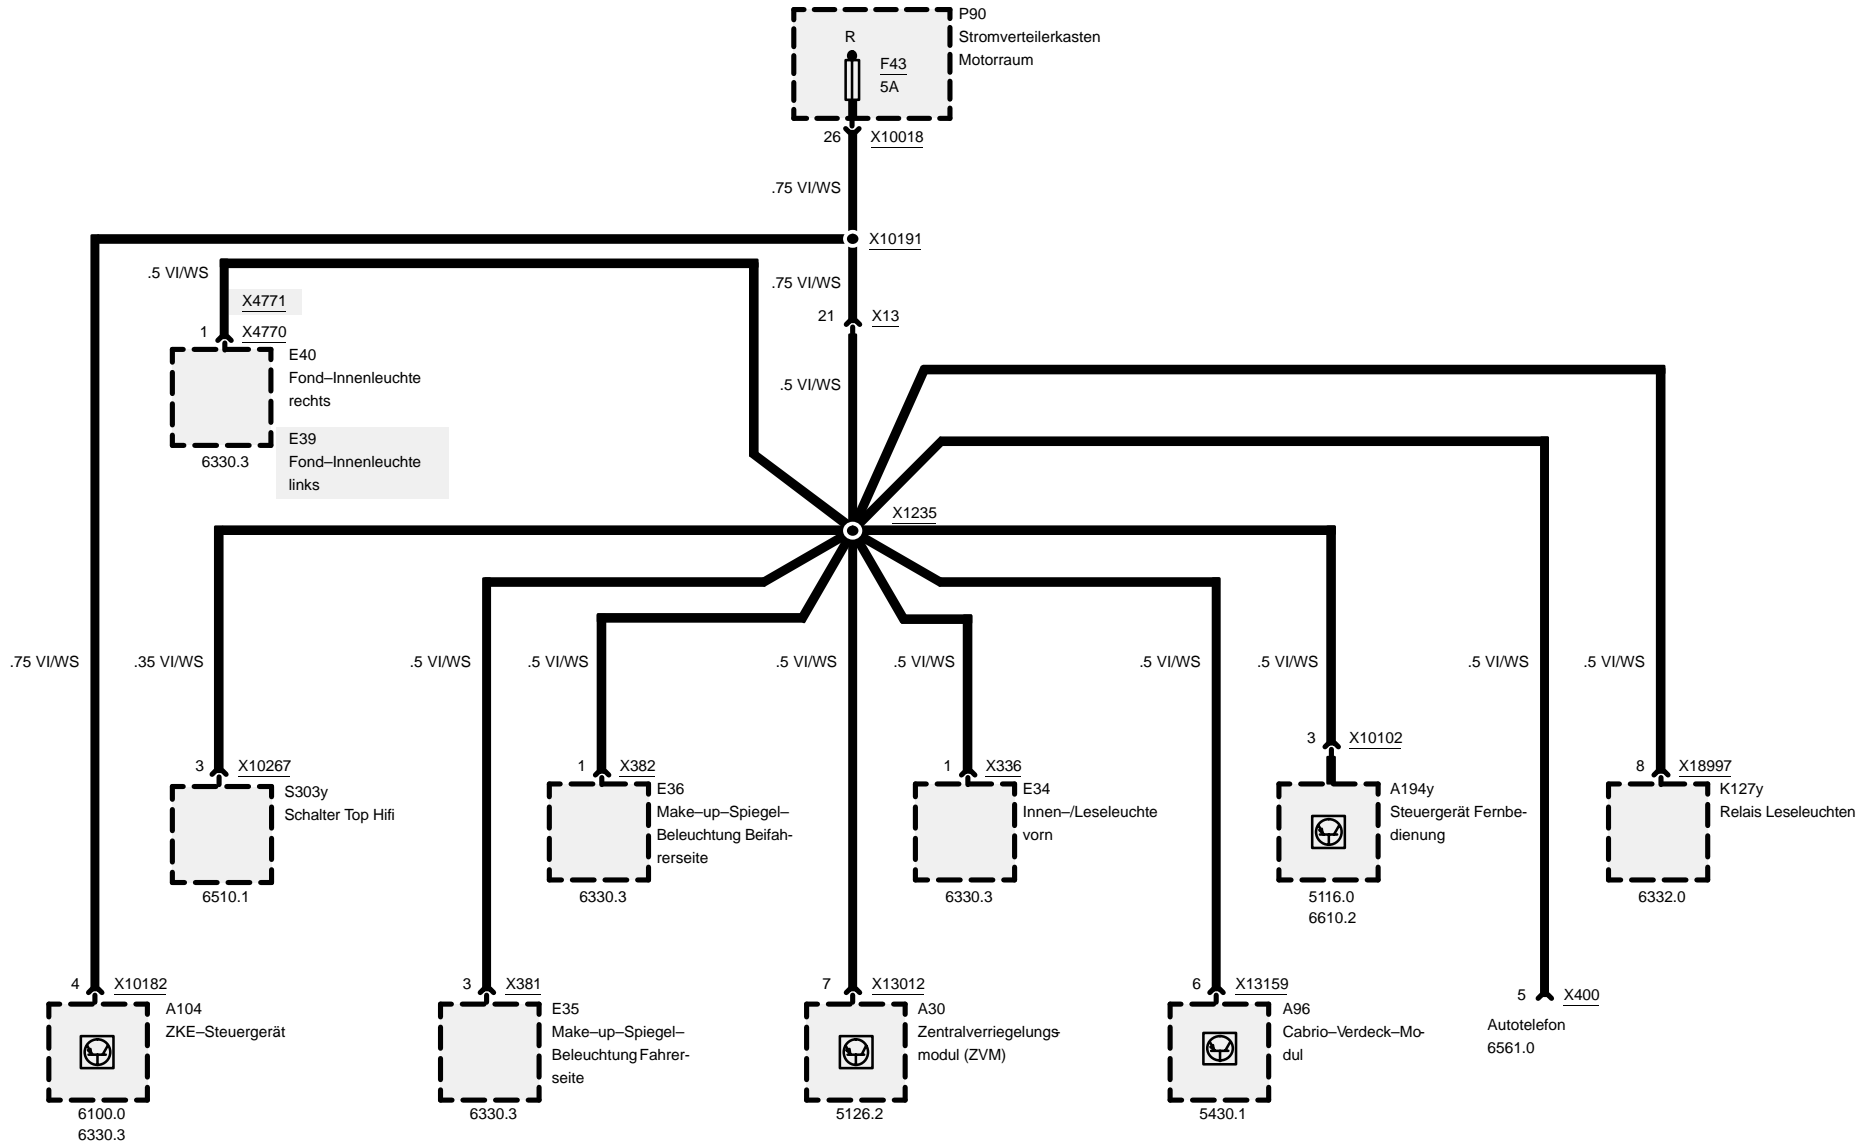 P90
Stromverteilerkasten
Motorraum
R
F43
5A
26
X10018
.75 VI/WS
X10191
.5 VI/WS
.75 VI/WS
X4771
21
X13
1
X4770
E40
Fond–Innenleuchte
rechts
.5 VI/WS
E39
Fond–Innenleuchte
links
6330.3
X1235
.75 VI/WS
.35 VI/WS
.5 VI/WS
.5 VI/WS
.5 VI/WS
.5 VI/WS
.5 VI/WS
.5 VI/WS
.5 VI/WS
.5 VI/WS
3
X10267
S303y
Schalter Top Hifi
6510.1
1
X382
E36
Make–up–Spiegel–
Beleuchtung Beifah-
rerseite
6330.3
1
X336
E34
Innen–/Leseleuchte
vorn
6330.3
3
X10102
A194y
Steuergerät Fernbe-
dienung
5116.0
6610.2
8
X18997
K127y
Relais Leseleuchten
6332.0
4
X10182
A104
ZKE–Steuergerät
6100.0
6330.3
3
X381
E35
Make–up–Spiegel–
Beleuchtung Fahrer-
seite
6330.3
7
X13012
A30
Zentralverriegelungs-
modul (ZVM)
5126.2
6
X13159
A96
Cabrio–Verdeck–Mo-
dul
5430.1
5
X400
Autotelefon
6561.0